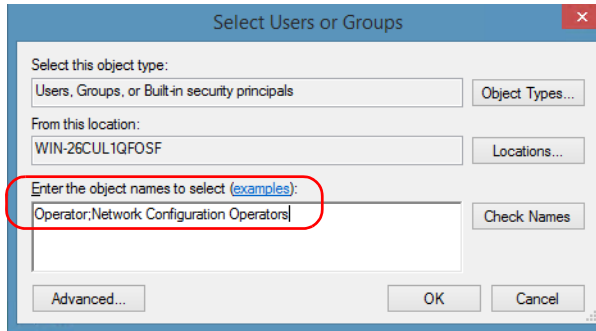 Select Users or Groups
Select this object type:
Users, Groups, or Built-in security principals
Object Types...
From this location:
WIN-26CUL1QFOSF
Locations...
Enter the object names to select (examples):
Operator;Network Configuration Operators
Check Names
Advanced...
OK
Cancel